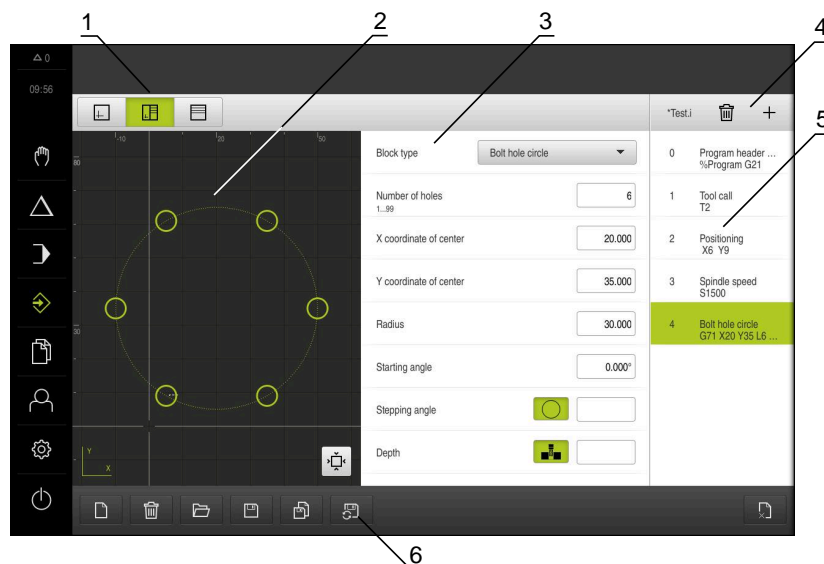 1
2
3
4
5
0
09:56
*Test.i
-10
20
50
80
30
Y
X
Block type
Bolt hole circle
Number of holes
1...99
6
X coordinate of center
20.000
Y coordinate of center
35.000
Radius
30.000
Starting angle
0.000°
Stepping angle
Depth
0 Program header ...
%Program G21
1 Tool call
T2
2 Positioning
X6 Y9
3 Spindle speed
S1500
4 Bolt hole circle
G71 X20 Y35 L6 ...
6